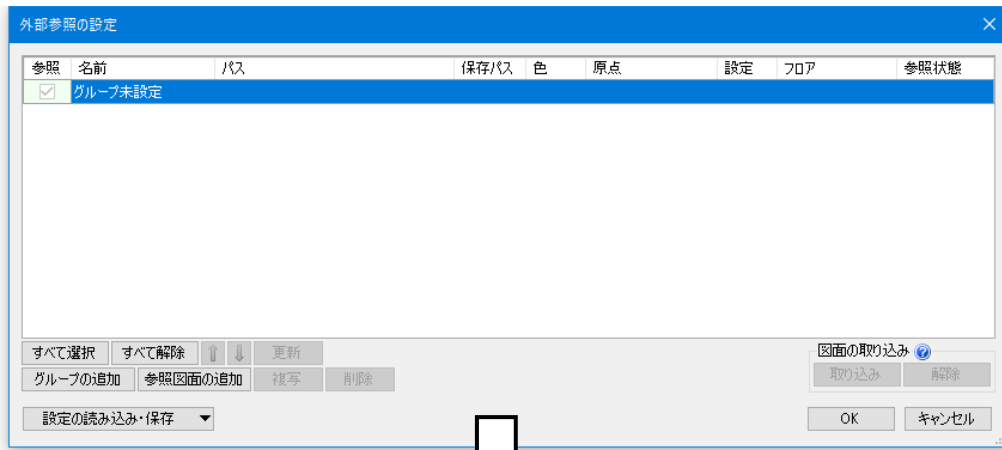 外部参照の設定
参照 名前 パス 保存パス 色 原点 設定 フロア 参照状態
グループ未設定
すべて選択 すべて解除 ⇧ ⇩ 更新
図面の取り込み ?
グループの追加 参照図面の追加 複写 削除 取り込み 解除
設定の読み込み・保存 ▼ OK キャンセル